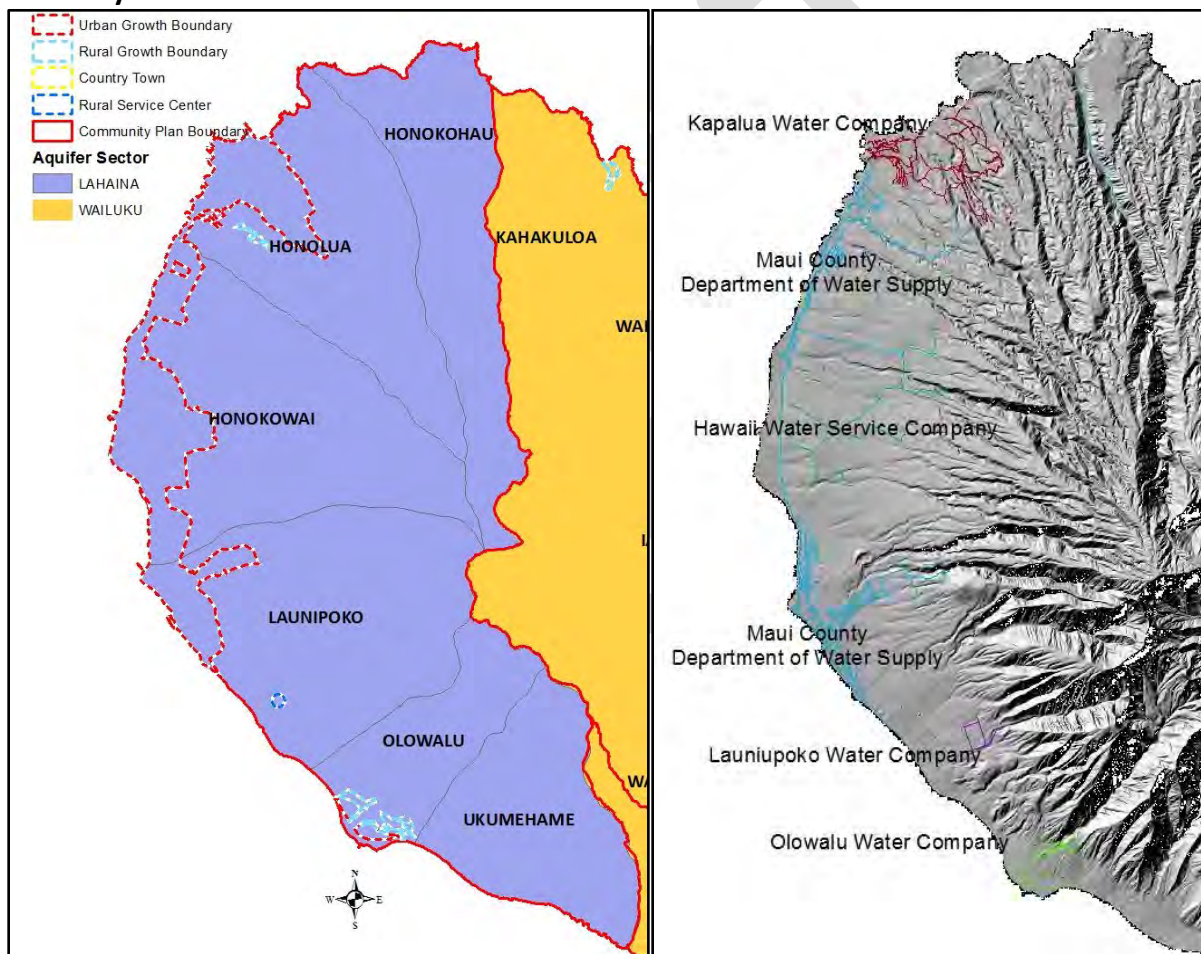 Urban Growth Boundary
Rural Growth Boundary
Country Town
Rural Service Center
Community Plan Boundary
Aquifer Sector
LAHAINA
WAILUKU
HONOKOHAU
KAHAKULOA
HONOLUA
WAI
HONOKOWAI
LAUNIPOKO
OLOWALU
UKUMEHAME
N
W E
S
Kapalua Water Company
Maui County
Department of Water Supply
Hawaii Water Service Company
Maui County
Department of Water Supply
Launiupoko Water Company
Olowalu Water Company